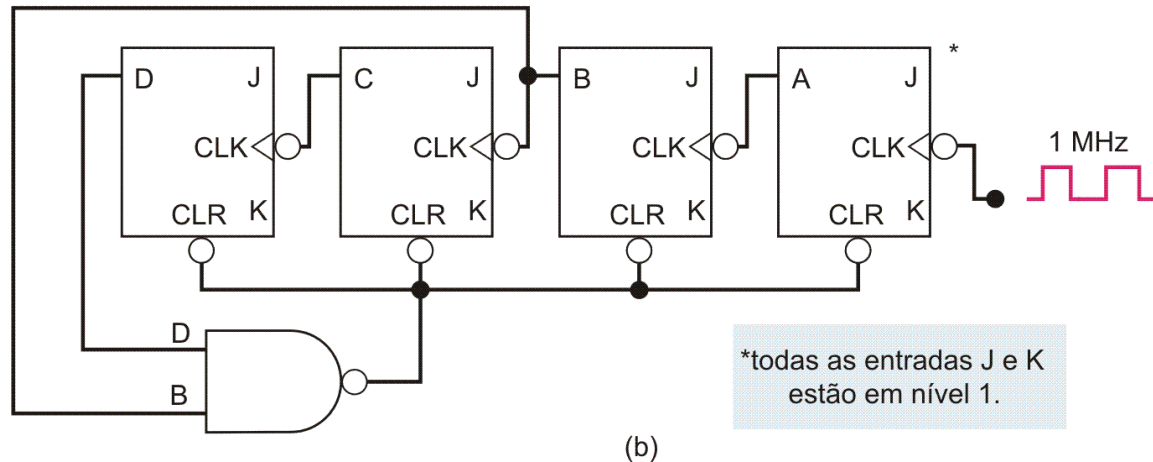 D J C J B J A J *
CLK CLK CLK CLK 1 MHz
CLR K CLR K CLR K CLR K
D
B
*todas as entradas J e K
estão em nível 1.
(b)